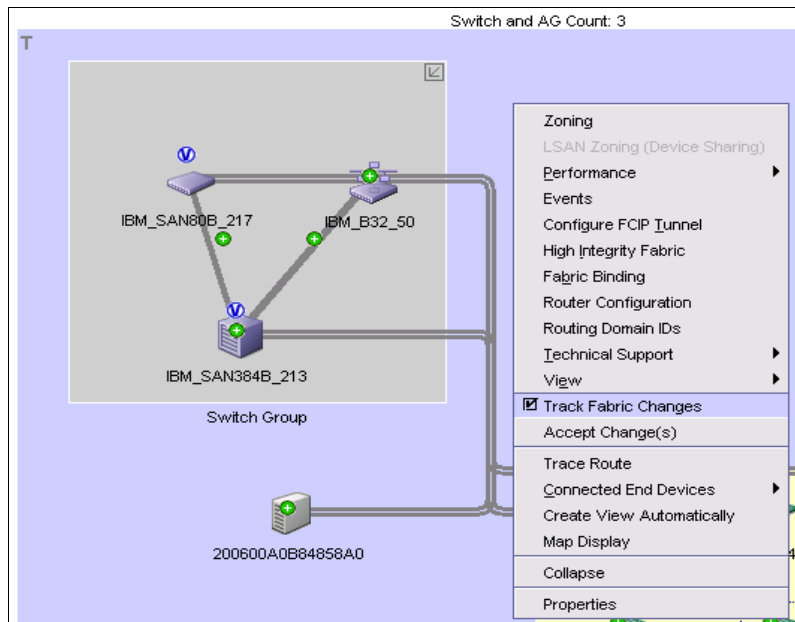 Switch and AG Count: 3
T
V
IBM_SAN80B_217
IBM_B32_50
V
IBM_SAN384B_213
Switch Group
200600A0B84858A0
Zoning
LSAN Zoning (Device Sharing)
Performance
Events
Configure FCIP Tunnel
High Integrity Fabric
Fabric Binding
Router Configuration
Routing Domain IDs
Technical Support
View
Track Fabric Changes
Accept Change(s)
Trace Route
Connected End Devices
Create View Automatically
Map Display
Collapse
Properties